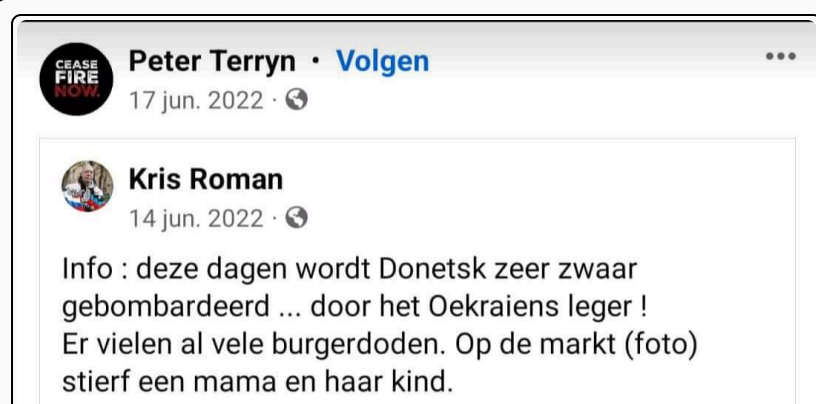 CEASE
FIRE
NOW.
Peter Terryn · Volgen
17 jun. 2022 ·
Kris Roman
14 jun. 2022 ·
Info : deze dagen wordt Donetsk zeer zwaar
gebombardeerd ... door het Oekraiens leger !
Er vielen al vele burgerdoden. Op de markt (foto)
stierf een mama en haar kind.